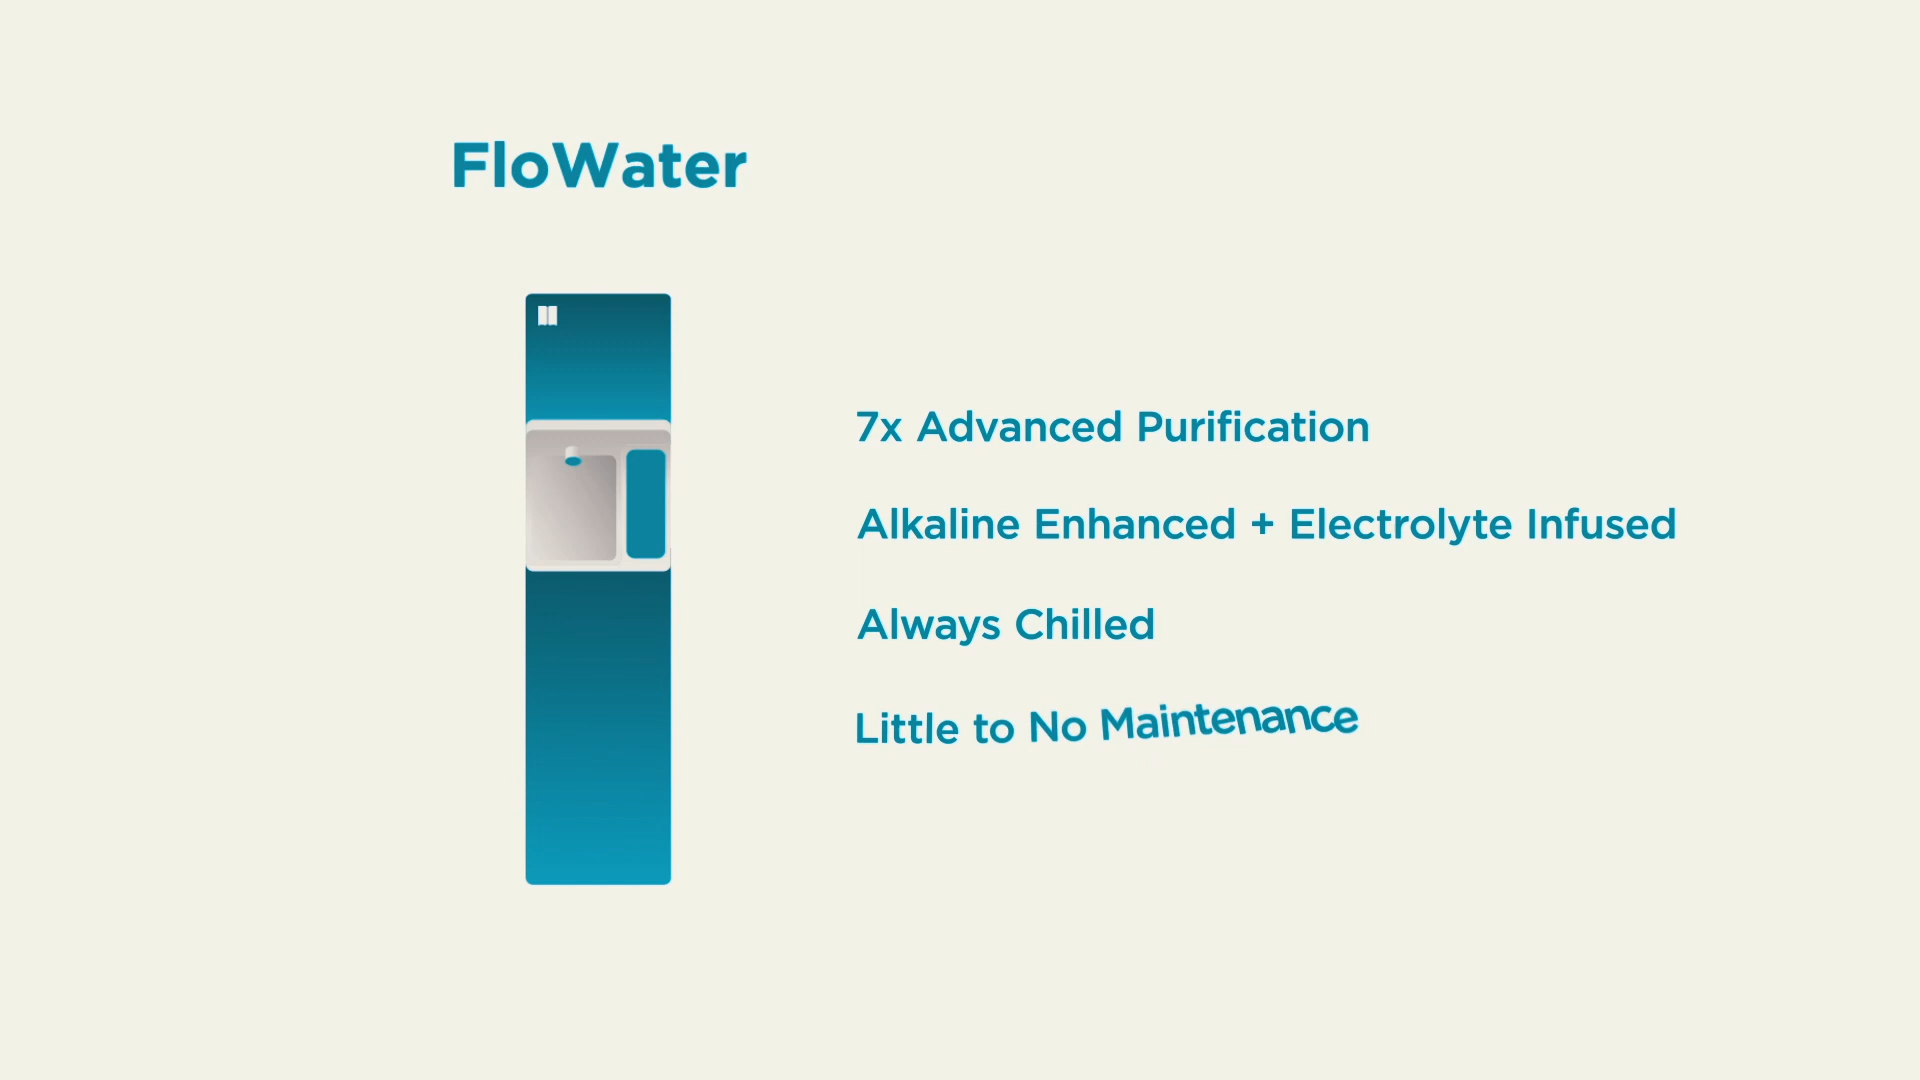 FloWater
7x Advanced Purification
Alkaline Enhanced + Electrolyte Infused
Always Chilled
Little to No Maintenance